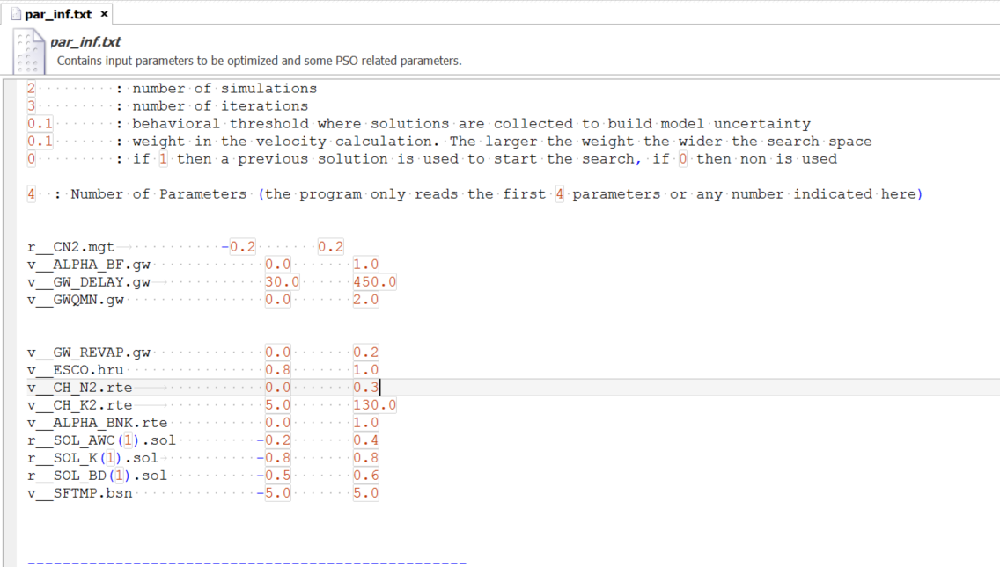 par_inf.txt ×
par_inf.txt
Contains input parameters to be optimized and some PSO related parameters.
2 : number of simulations
3 : number of iterations
0.1 : behavioral threshold where solutions are collected to build model uncertainty
0.1 : weight in the velocity calculation. The larger the weight the wider the search space
0 : if 1 then a previous solution is used to start the search, if 0 then non is used
4 : Number of Parameters (the program only reads the first 4 parameters or any number indicated here)
r__CN2.mgt -0.2 0.2
v__ALPHA_BF.gw 0.0 1.0
v__GW_DELAY.gw 30.0 450.0
v__GWQMN.gw 0.0 2.0
v__GW_REVAP.gw 0.0 0.2
v__ESCO.hru 0.8 1.0
v__CH_N2.rte 0.0 0.3
v__CH_K2.rte 5.0 130.0
v__ALPHA_BNK.rte 0.0 1.0
r__SOL_AWC(1).sol -0.2 0.4
r__SOL_K(1).sol -0.8 0.8
r__SOL_BD(1).sol -0.5 0.6
v__SFTMP.bsn -5.0 5.0
--------------------------------------------------